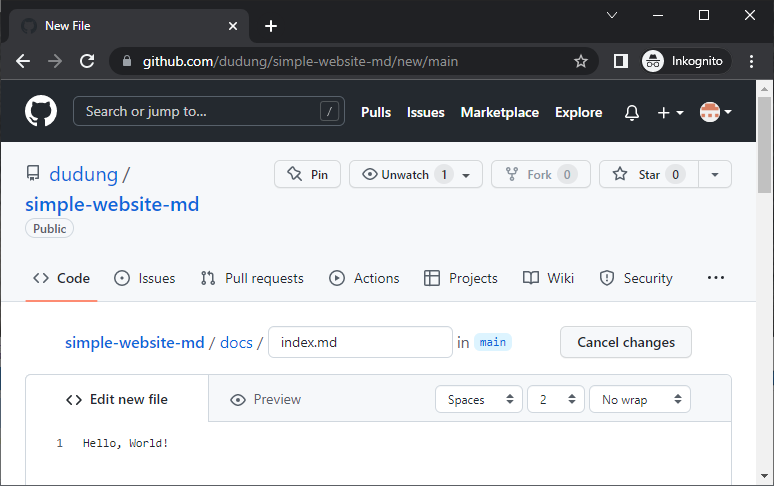 New File
github.com/dudung/simple-website-md/new/main
Inkognito
Search or jump to... /
Pulls Issues Marketplace Explore
dudung /
simple-website-md
Public
Pin
Unwatch 1
Fork 0
Star 0
Code Issues Pull requests Actions Projects Wiki Security
simple-website-md / docs / index.md in main
Cancel changes
Edit new file
Preview
Spaces 2 No wrap
1 Hello, World!